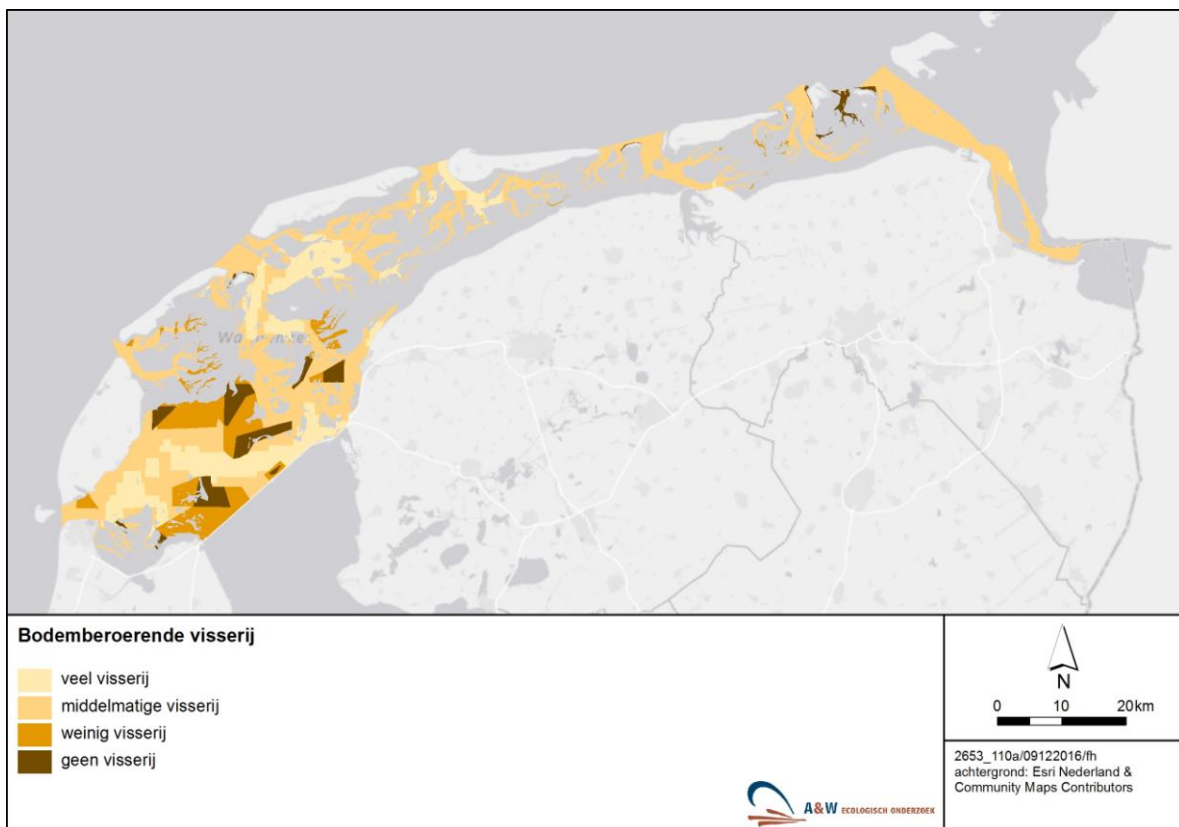 Bodemberoerende visserij
veel visserij
middelmatige visserij
weinig visserij
geen visserij
N
0 10 20km
2653_110a/09122016/fh
achtergrond: Esri Nederland &
Community Maps Contributors
A&W ECOLOGISCH ONDERZOEK